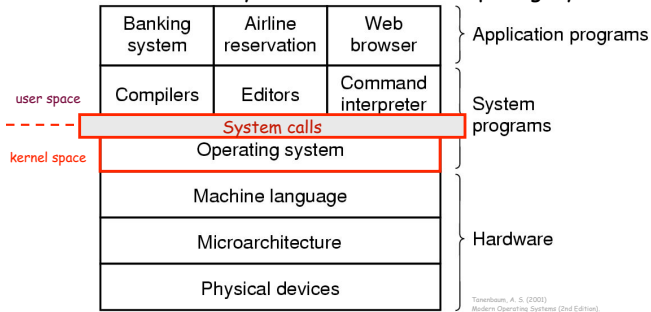 Banking system
Airline reservation
Web browser
Application programs
user space
Compilers
Editors
Command interpreter
System programs
System calls
kernel space
Operating system
Machine language
Microarchitecture
Hardware
Physical devices
Tanenbaum, A. S. (2001)
Modern Operating Systems (2nd Edition).